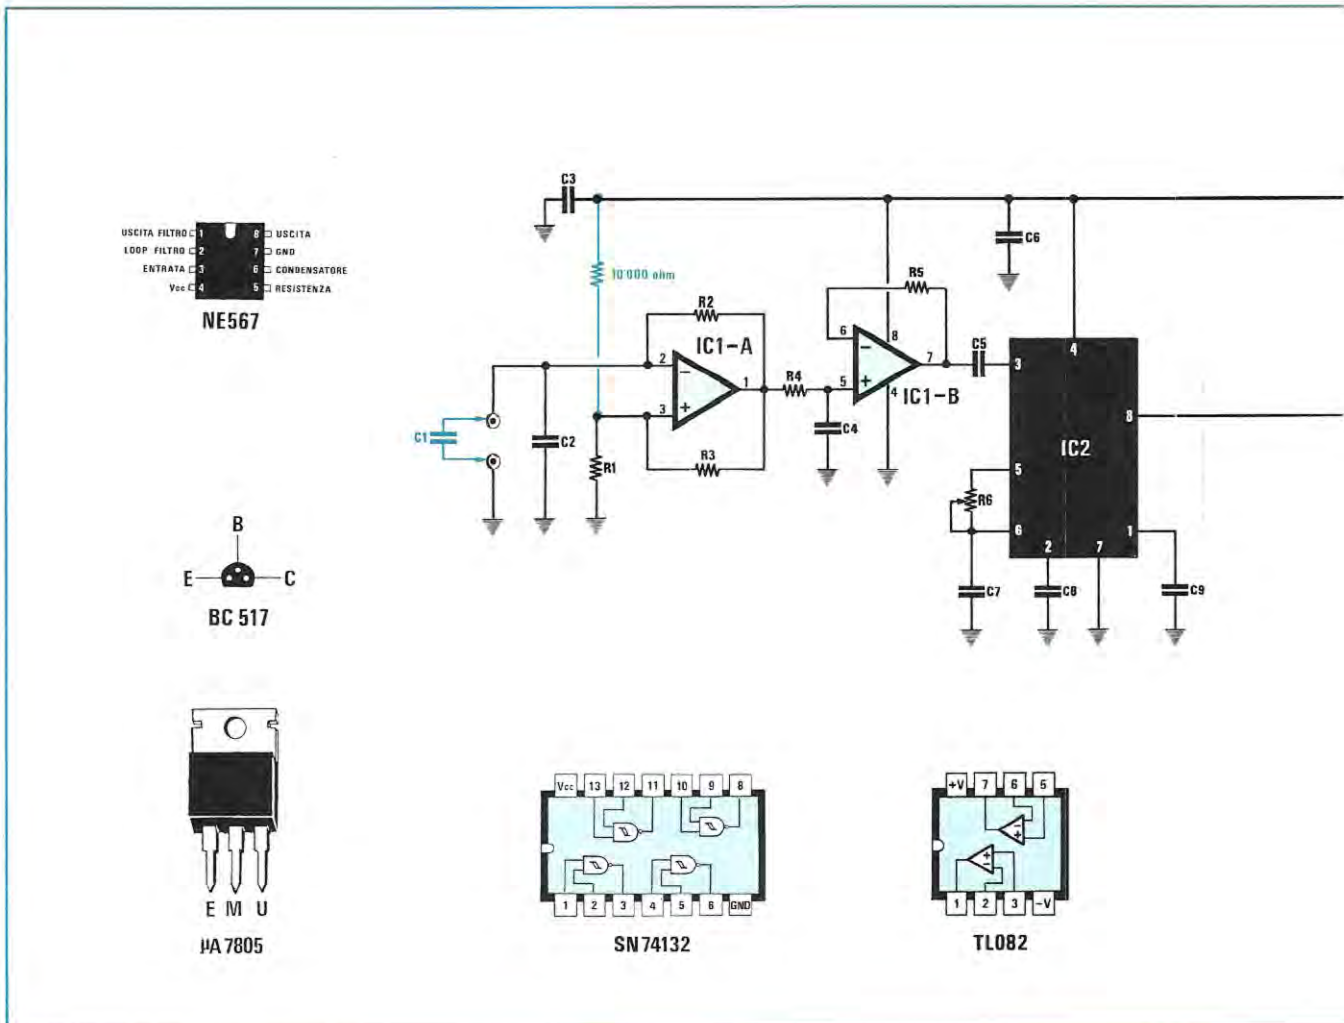 C3
C6
10'000 ohm
USCITA FILTRO 1 8 USCITA
LOOP FILTRO 2 7 GND
ENTRATA 3 6 CONDENSATORE
Vcc 4 5 RESISTENZA
NE567
R2
IC1-A
2
3
1
R3
R1
C1
C2
R4
C4
R5
6
5
8
7
4
IC1-B
C5
3
4
8
IC2
5
6
2
7
1
R6
C7
C8
C9
B
E C
BC 517
E M U
µA7805
Vcc 13 12 11 10 9 8
1 2 3 4 5 6 GND
SN74132
+V 7 6 5
1 2 3 -V
TL082